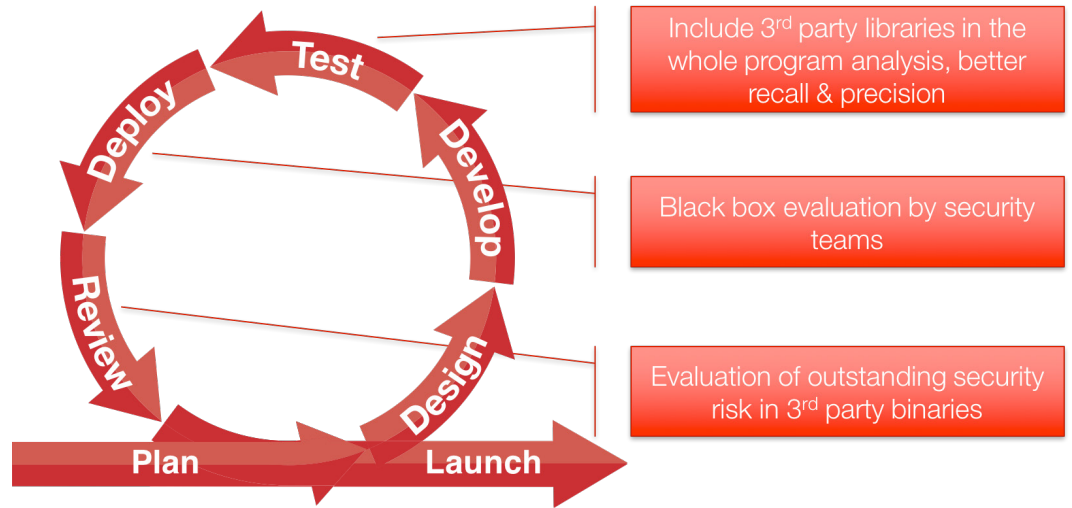 Test
Deploy
Develop
Review
Design
Plan
Launch
Include 3rd party libraries in the
whole program analysis, better
recall & precision
Black box evaluation by security
teams
Evaluation of outstanding security
risk in 3rd party binaries